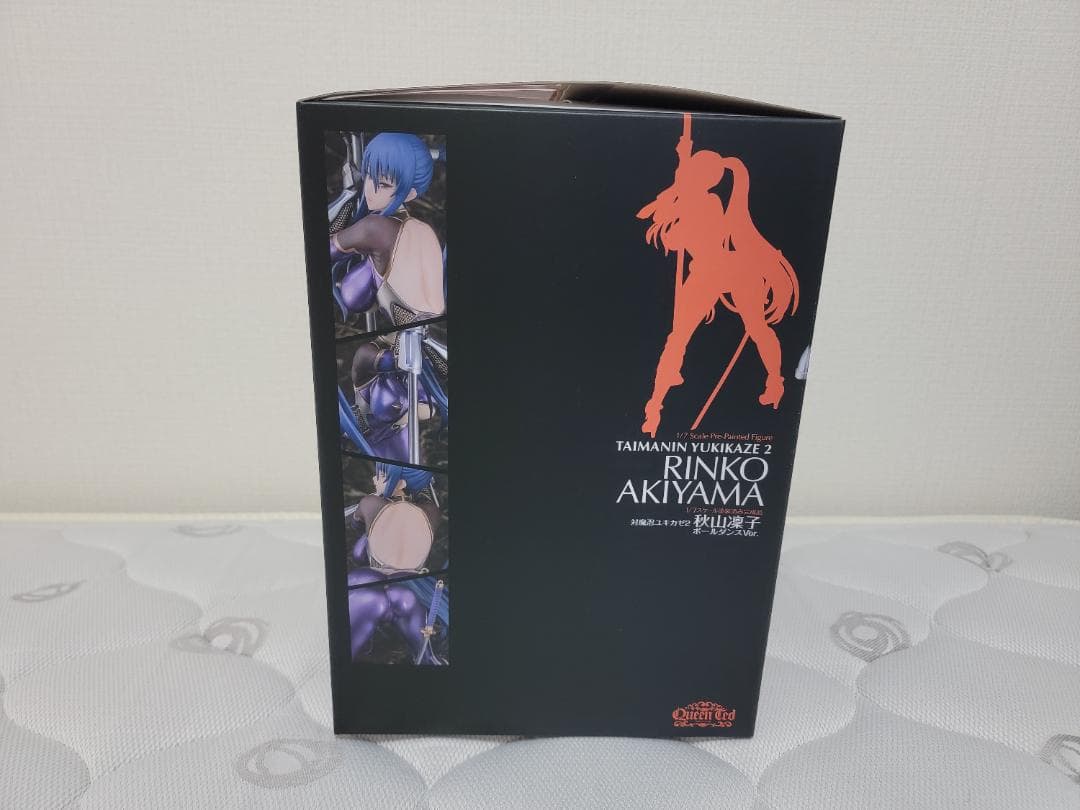 1/7 Scale Pre-Painted Figure
TAIMANIN YUKIKAZE 2
RINKO
AKIYAMA
1/7スケール塗装済み完成品
対魔忍ユキカゼ2 秋山凜子
ポールダンスVer.
Queen Ted